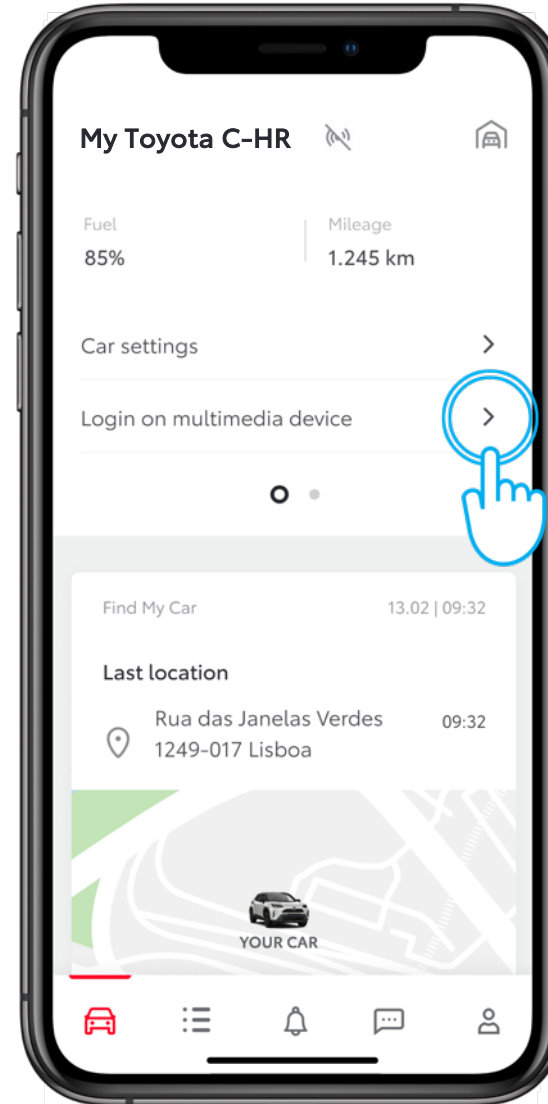 My Toyota C-HR
Fuel
Mileage
85%
1.245 km
Car settings
Login on multimedia device
Find My Car
13.02 | 09:32
Last location
Rua das Janelas Verdes
09:32
1249-017 Lisboa
YOUR CAR